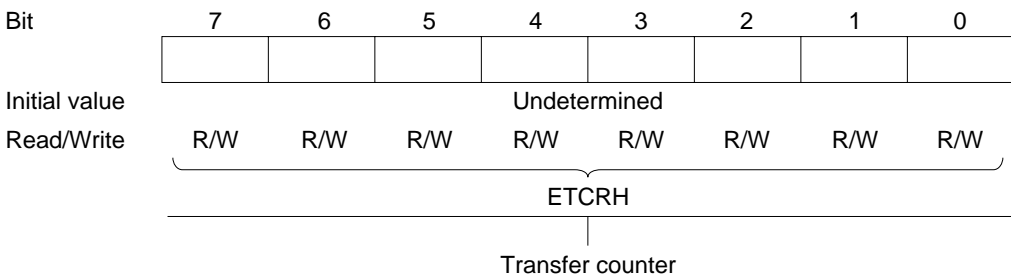 Bit 7 6 5 4 3 2 1 0
Initial value Undetermined
Read/Write R/W R/W R/W R/W R/W R/W R/W R/W
ETCRH
Transfer counter